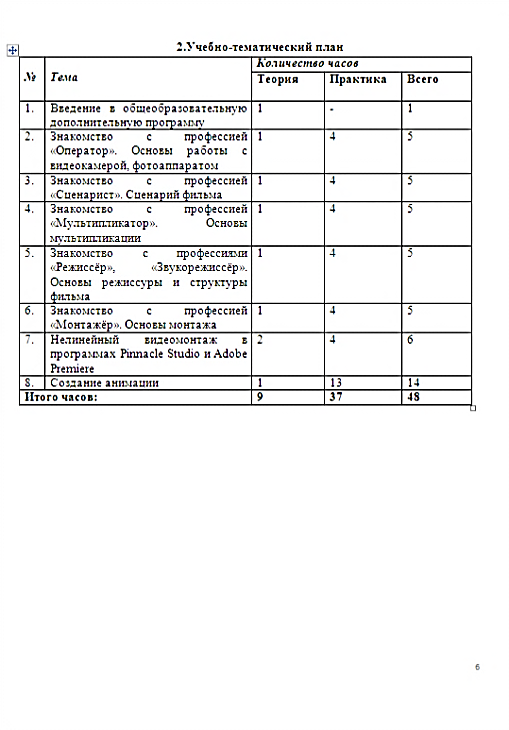 2.Учебно-тематический план
№ Тема Количество часов
Теория Практика Всего
1. Введение в общеобразовательную 1 - 1
дополнительную программу
2. Знакомство с профессией 1 4 5
«Оператор». Основы работы с
видеокамерой, фотоаппаратом
3. Знакомство с профессией 1 4 5
«Сценарист». Сценарий фильма
4. Знакомство с профессией 1 4 5
«Мультипликатор». Основы
мультипликации
5. Знакомство с профессиями 1 4 5
«Режиссёр», «Звукорежиссёр».
Основы режиссуры и структуры
фильма
6. Знакомство с профессией 1 4 5
«Монтажёр». Основы монтажа
7. Нелинейный видеомонтаж в 2 4 6
программах Pinnacle Studio и Adobe
Premiere
8. Создание анимации 1 13 14
Итого часов: 9 37 48
6